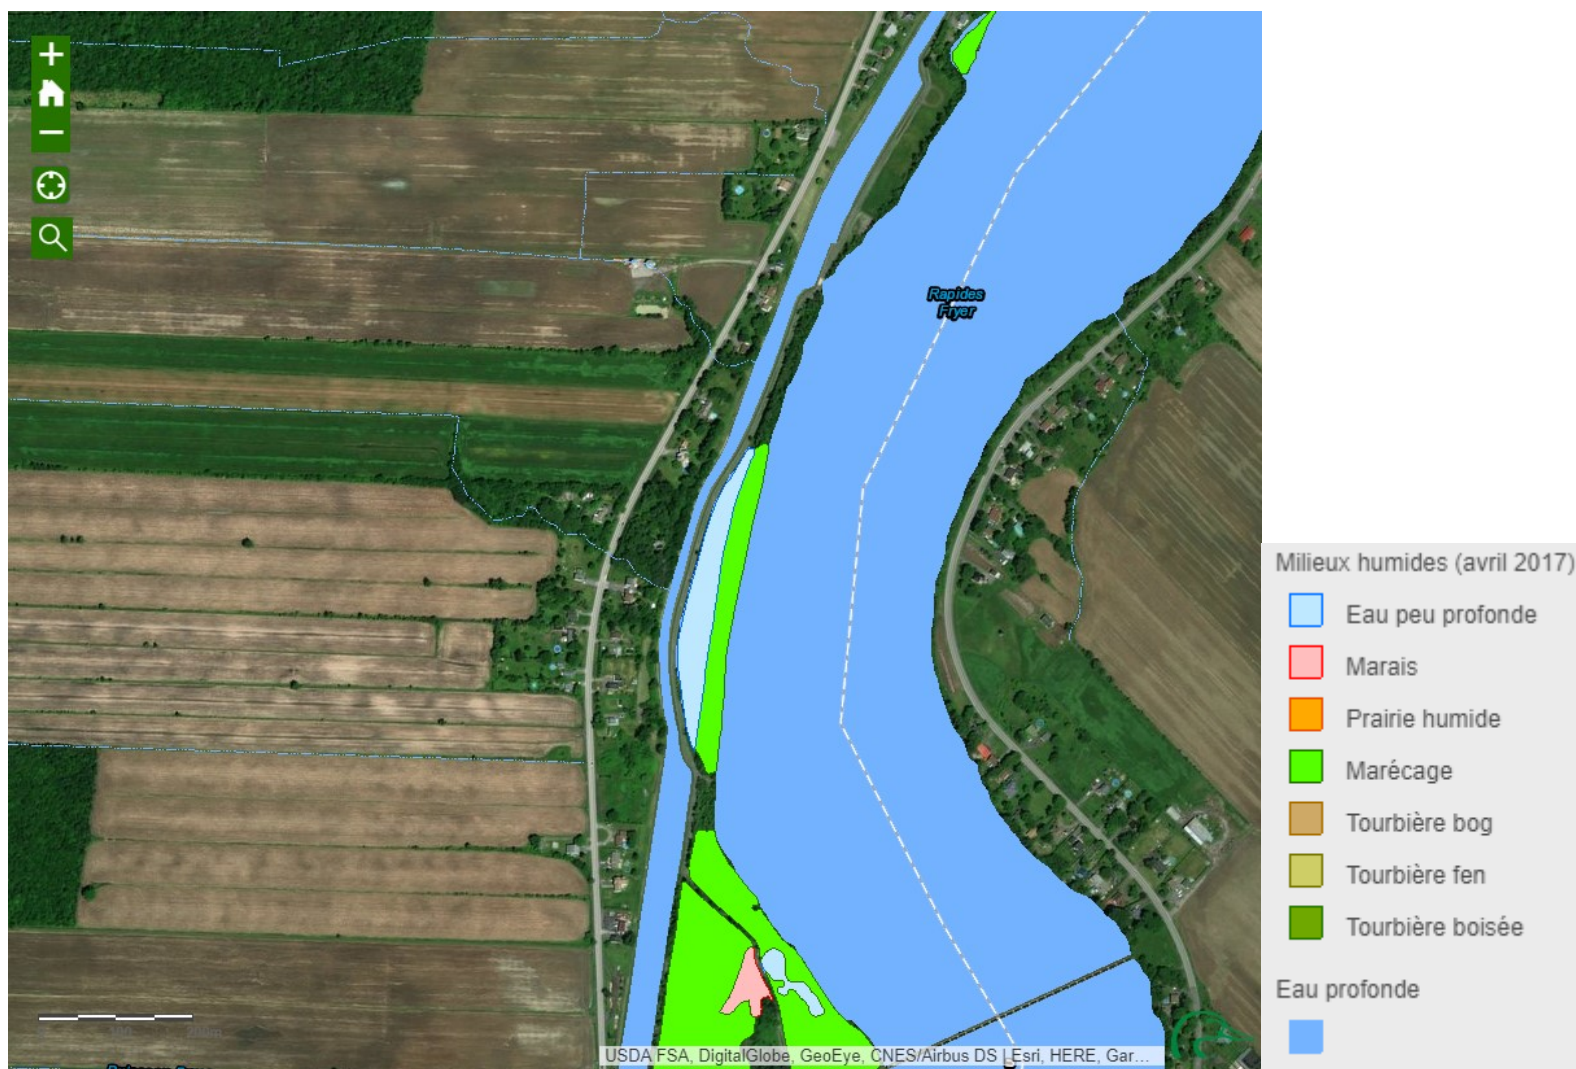 Rapides
Fryer
Milieux humides (avril 2017)
Eau peu profonde
Marais
Prairie humide
Marécage
Tourbière bog
Tourbière fen
Tourbière boisée
Eau profonde
USDA FSA, DigitalGlobe, GeoEye, CNES/Airbus DS | Esri, HERE, Gar...